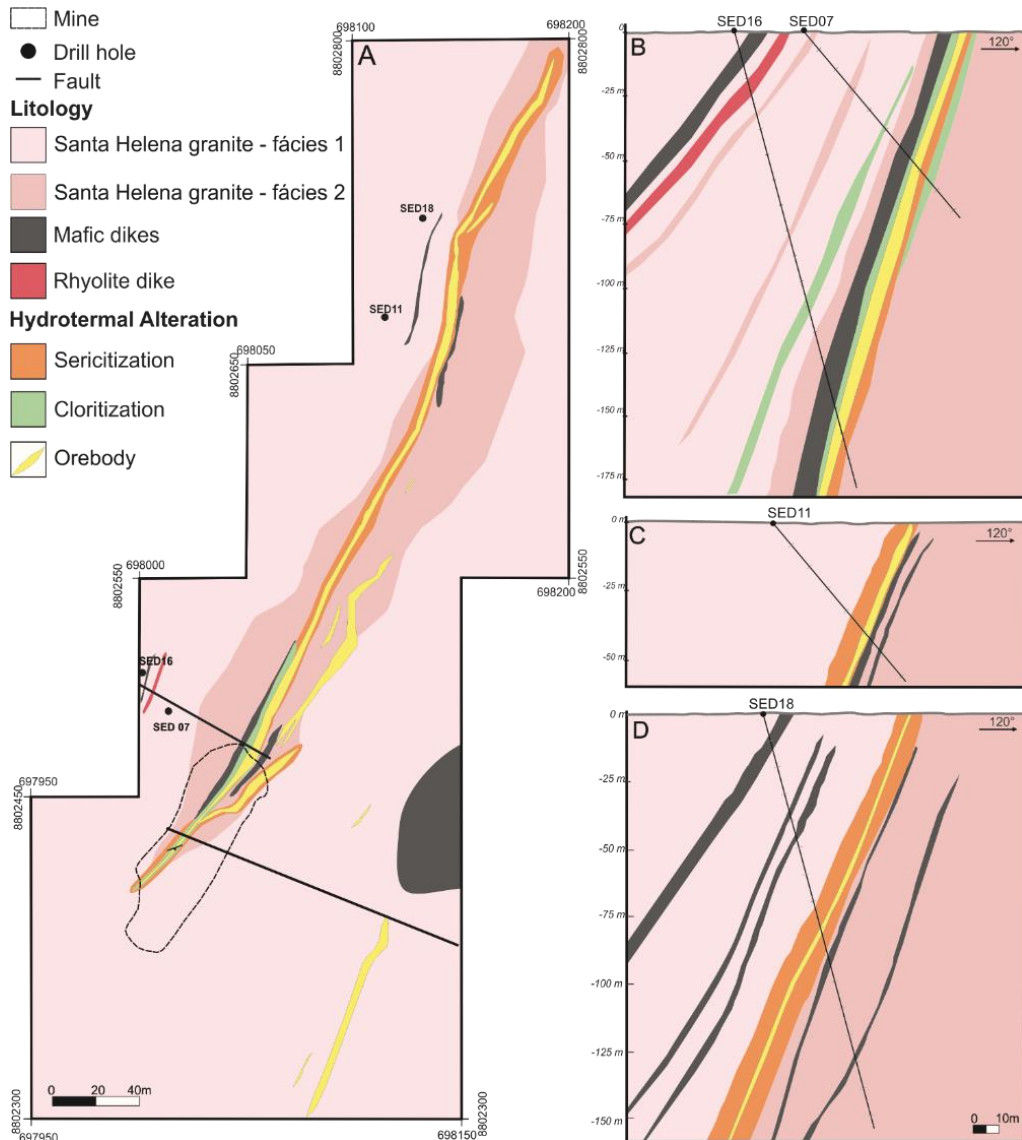 Mine
Drill hole
Fault
Litology
Santa Helena granite - fácies 1
Santa Helena granite - fácies 2
Mafic dikes
Rhyolite dike
Hydrotermal Alteration
Sericitization
Cloritization
Orebody
A
698100
698200
8802800
8802800
SED18
SED11
698050
8802650
698000
8802550
8802550
698200
SED16
SED 07
697950
8802450
0 20 40m
8802300
8802300
697950
698150
SED16
SED07
B
120°
0
-25 m
-50 m
-75 m
-100 m
-125 m
-150 m
-175 m
SED11
0 m
C
120°
-25 m
-50 m
SED18
0 m
D
120°
-25 m
-50 m
-75 m
-100 m
-125 m
-150 m
0 10m